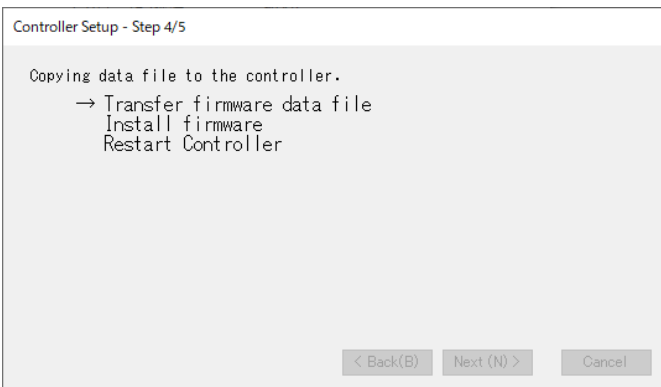 Controller Setup - Step 4/5
Copying data file to the controller.
→ Transfer firmware data file
Install firmware
Restart Controller
< Back(B)
Next (N) >
Cancel